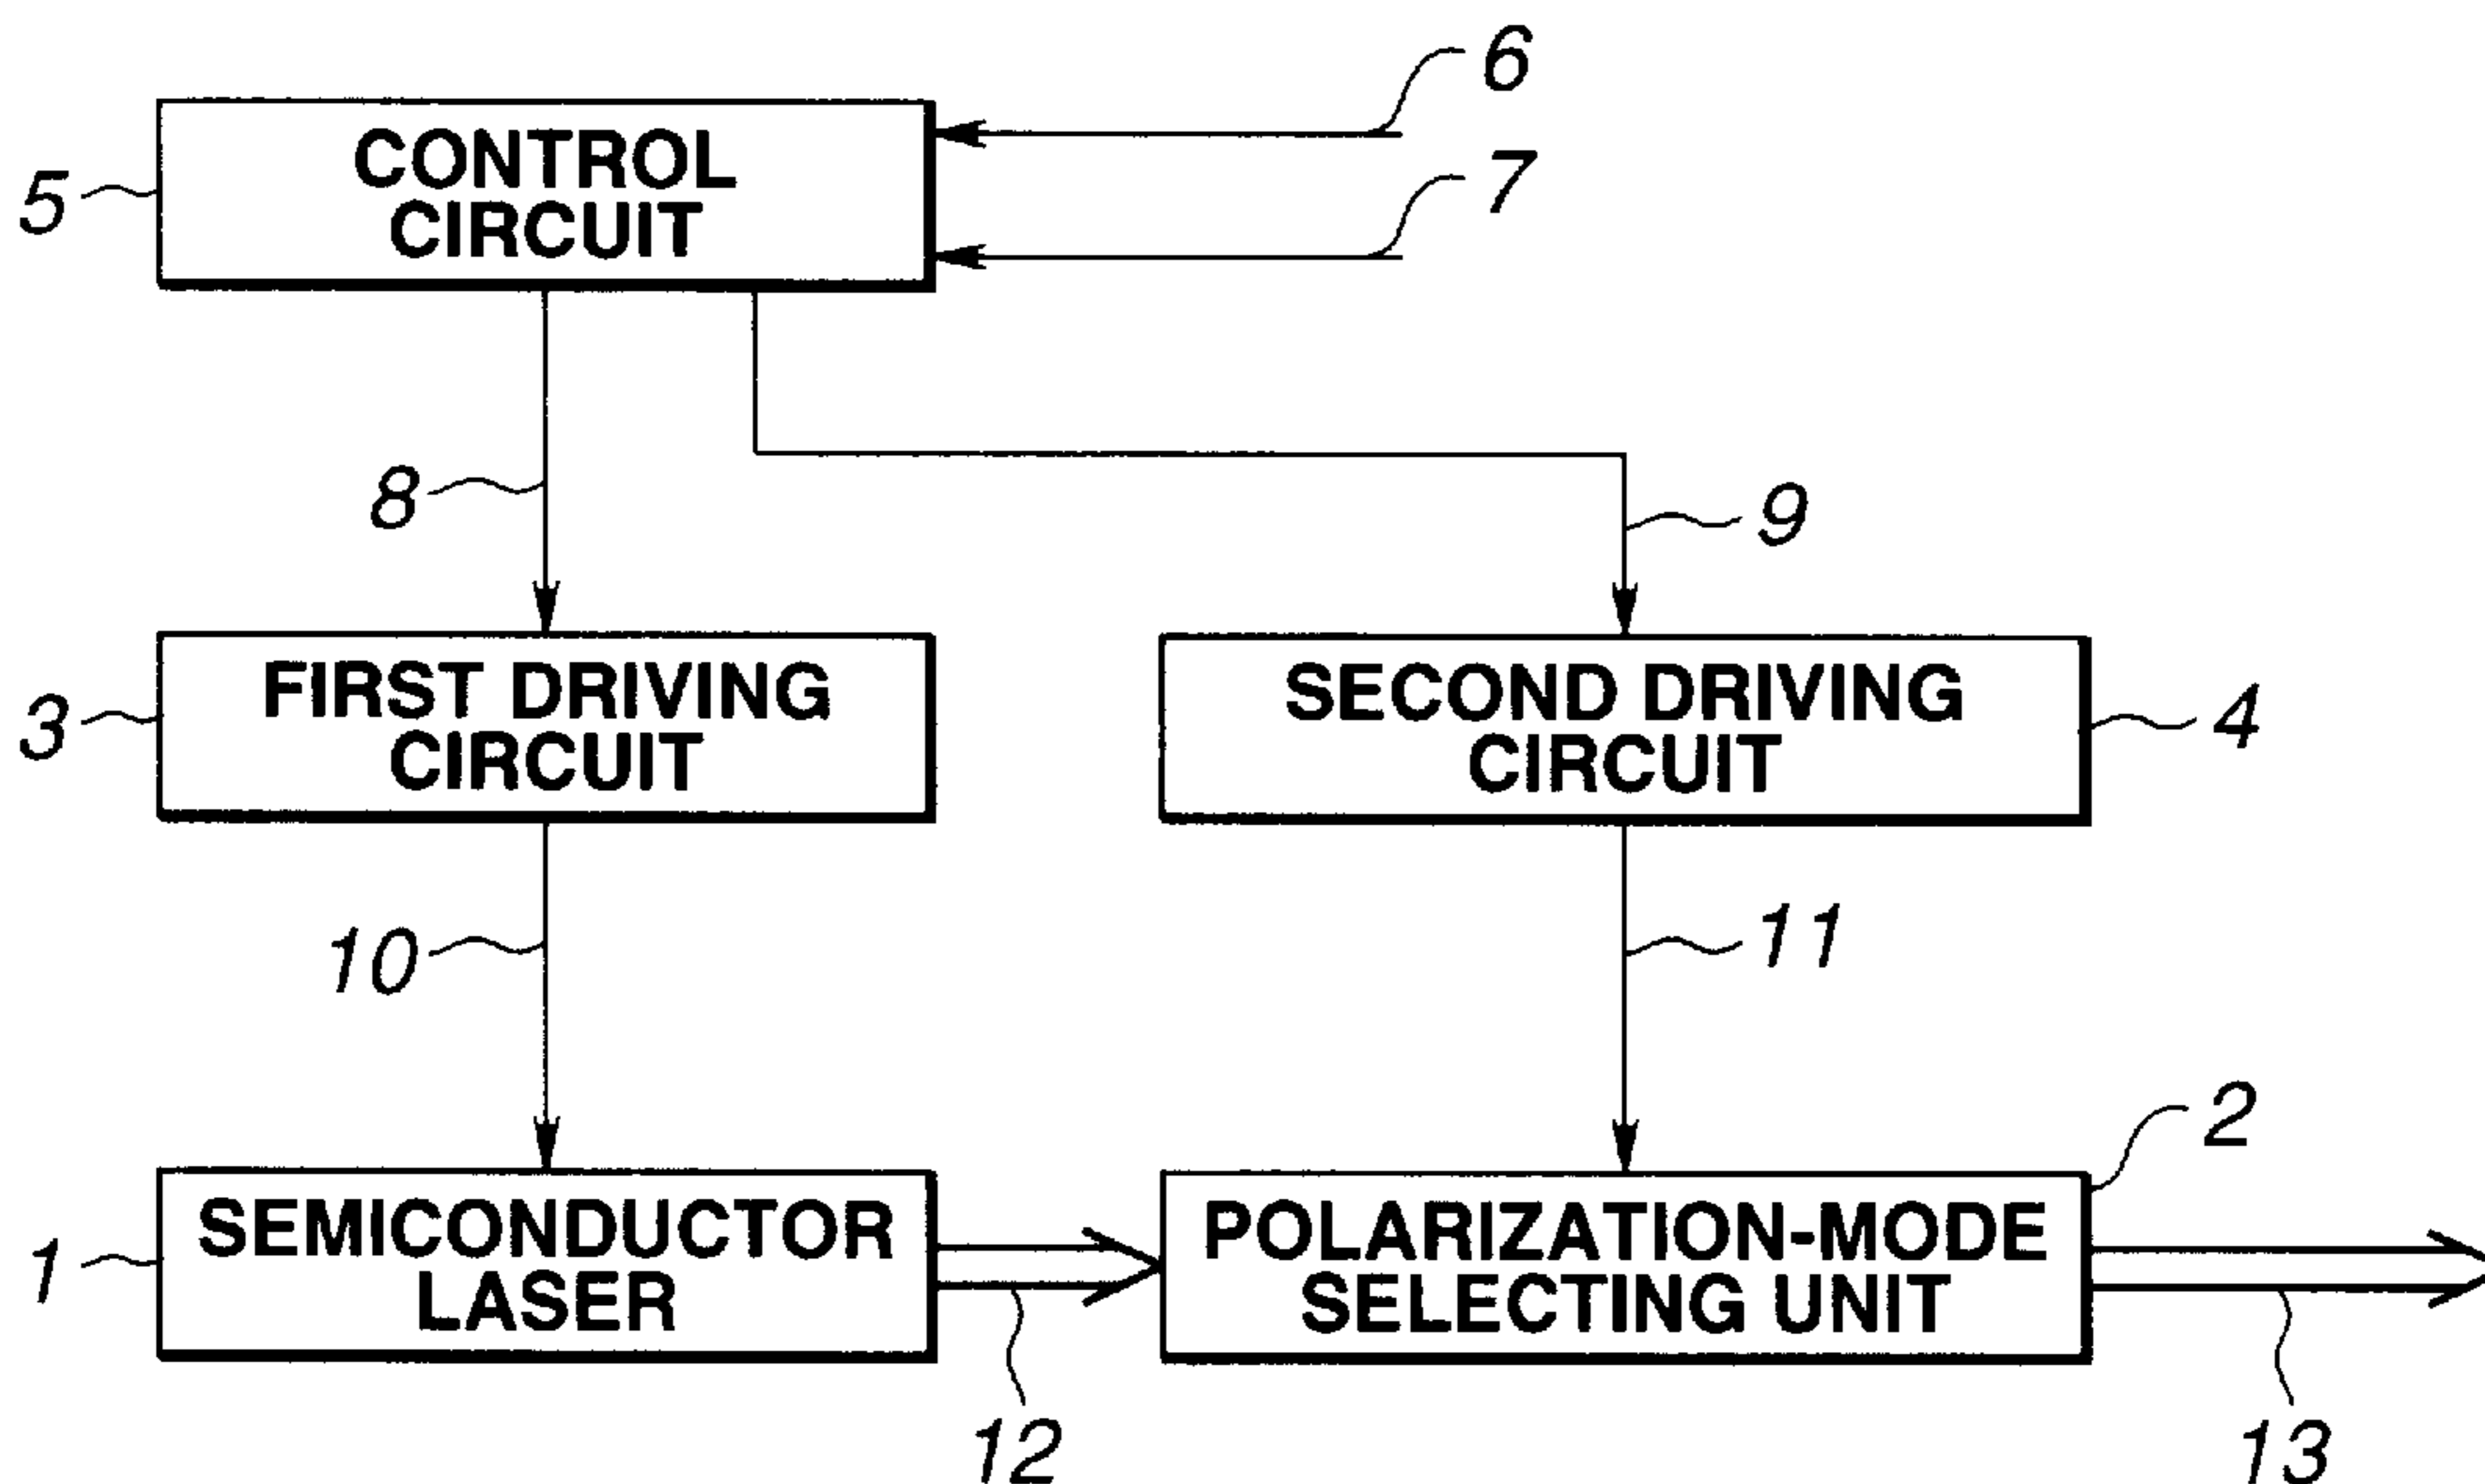 6
CONTROL
CIRCUIT
5
7
8
9
FIRST DRIVING
CIRCUIT
3
SECOND DRIVING
CIRCUIT
4
10
11
2
SEMICONDUCTOR
LASER
1
POLARIZATION-MODE
SELECTING UNIT
12
13